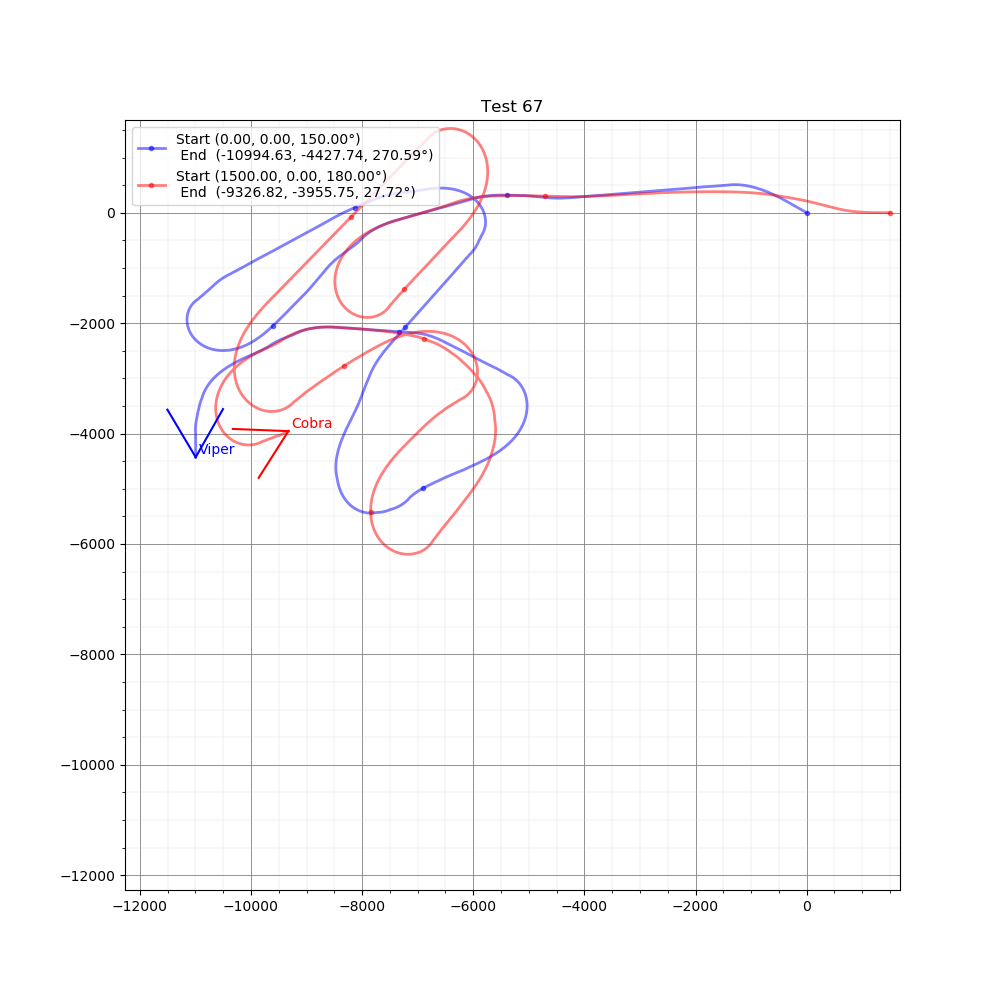 Test 67
Start (0.00, 0.00, 150.00°)
End  (-10994.63, -4427.74, 270.59°)
Start (1500.00, 0.00, 180.00°)
End  (-9326.82, -3955.75, 27.72°)
0
−2000
−4000
−6000
−8000
−10000
−12000
Cobra
Viper
−12000 −10000 −8000 −6000 −4000 −2000 0